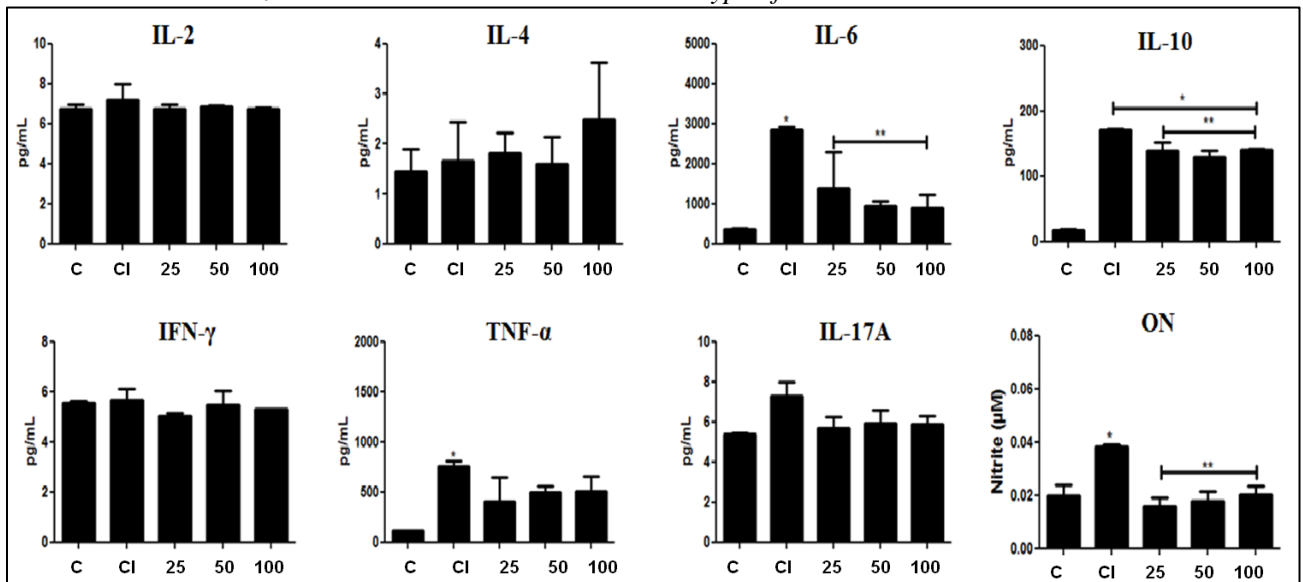 IL-2
IL-4
IL-6
IL-10
10
8
6
4
2
0
pg/mL
C CI 25 50 100
4
3
2
1
0
pg/mL
C CI 25 50 100
5000
4000
3000
2000
1000
0
pg/mL
*
**
C CI 25 50 100
300
200
100
0
pg/mL
*
**
C CI 25 50 100
IFN-γ
TNF-α
IL-17A
ON
8
6
4
2
0
pg/mL
C CI 25 50 100
2000
1500
1000
500
0
pg/mL
*
C CI 25 50 100
10
8
6
4
2
0
pg/mL
C CI 25 50 100
0.08
0.06
0.04
0.02
0.00
Nitrite (µM)
*
**
C CI 25 50 100